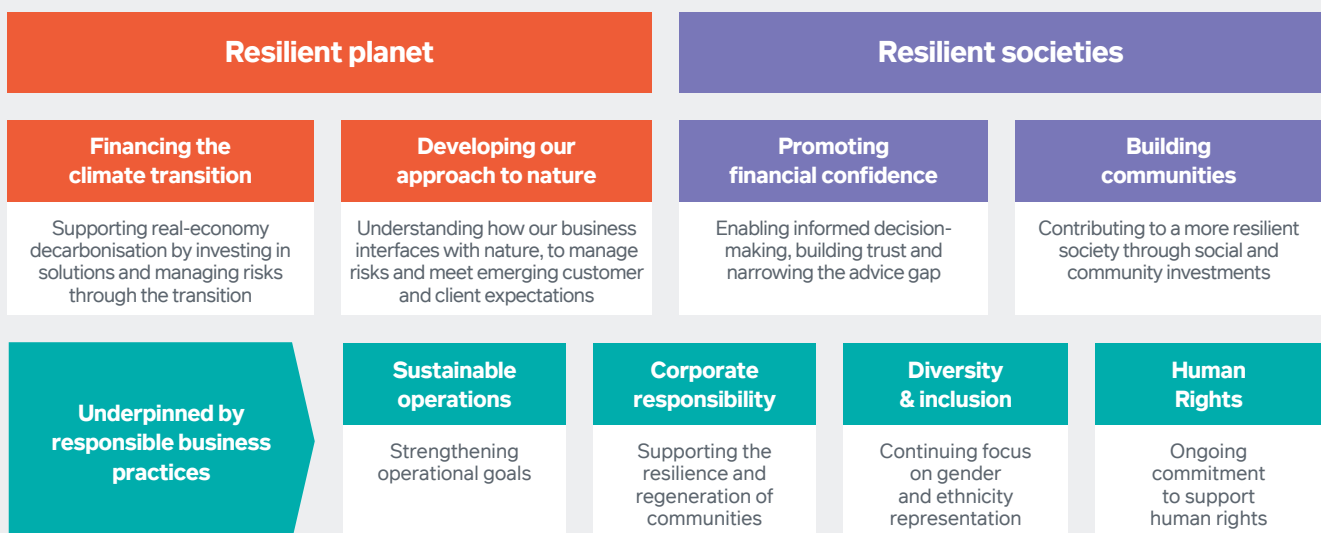 Resilient planet
Resilient societies
Financing the
climate transition
Supporting real-economy
decarbonisation by investing in
solutions and managing risks
through the transition
Developing our
approach to nature
Understanding how our business
interfaces with nature, to manage
risks and meet emerging customer
and client expectations
Promoting
financial confidence
Enabling informed decision-
making, building trust and
narrowing the advice gap
Building
communities
Contributing to a more resilient
society through social and
community investments
Underpinned by
responsible business
practices
Sustainable
operations
Strengthening
operational goals
Corporate
responsibility
Supporting the
resilience and
regeneration of
communities
Diversity
& inclusion
Continuing focus
on gender
and ethnicity
representation
Human
Rights
Ongoing
commitment
to support
human rights